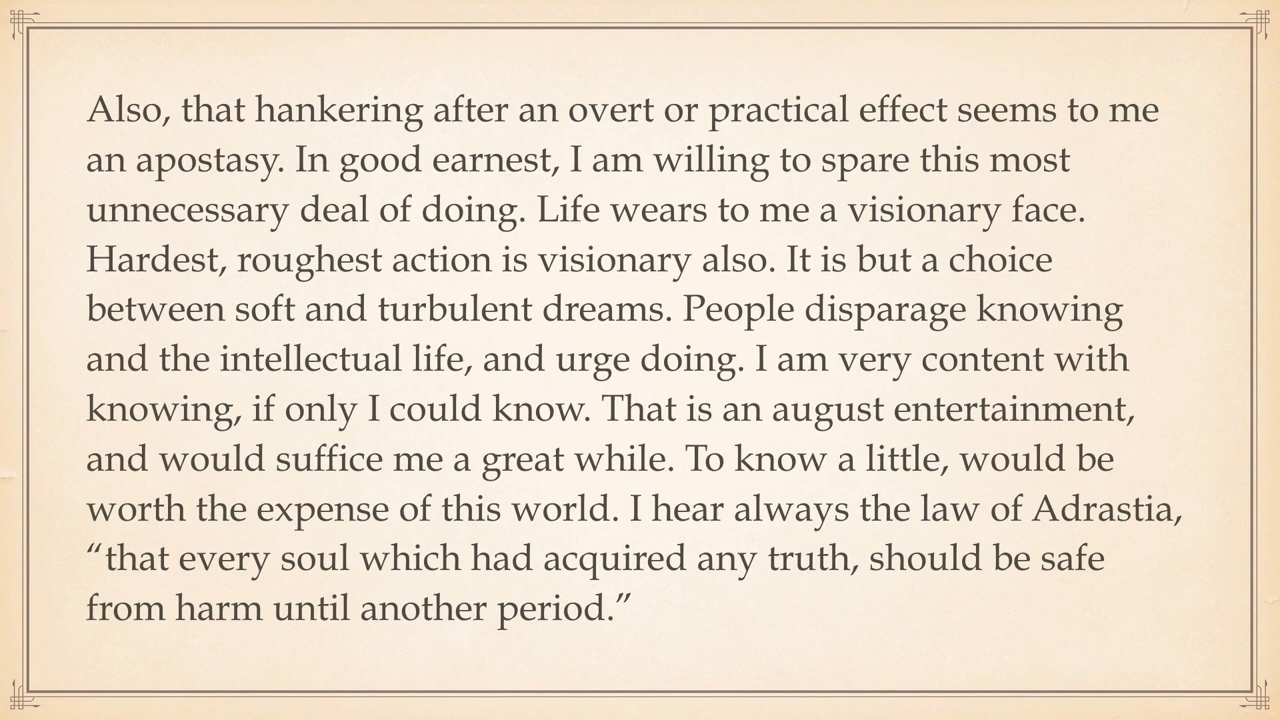 Also, that hankering after an overt or practical effect seems to me
an apostasy. In good earnest, I am willing to spare this most
unnecessary deal of doing. Life wears to me a visionary face.
Hardest, roughest action is visionary also. It is but a choice
between soft and turbulent dreams. People disparage knowing
and the intellectual life, and urge doing. I am very content with
knowing, if only I could know. That is an august entertainment,
and would suffice me a great while. To know a little, would be
worth the expense of this world. I hear always the law of Adrastia,
“that every soul which had acquired any truth, should be safe
from harm until another period.”